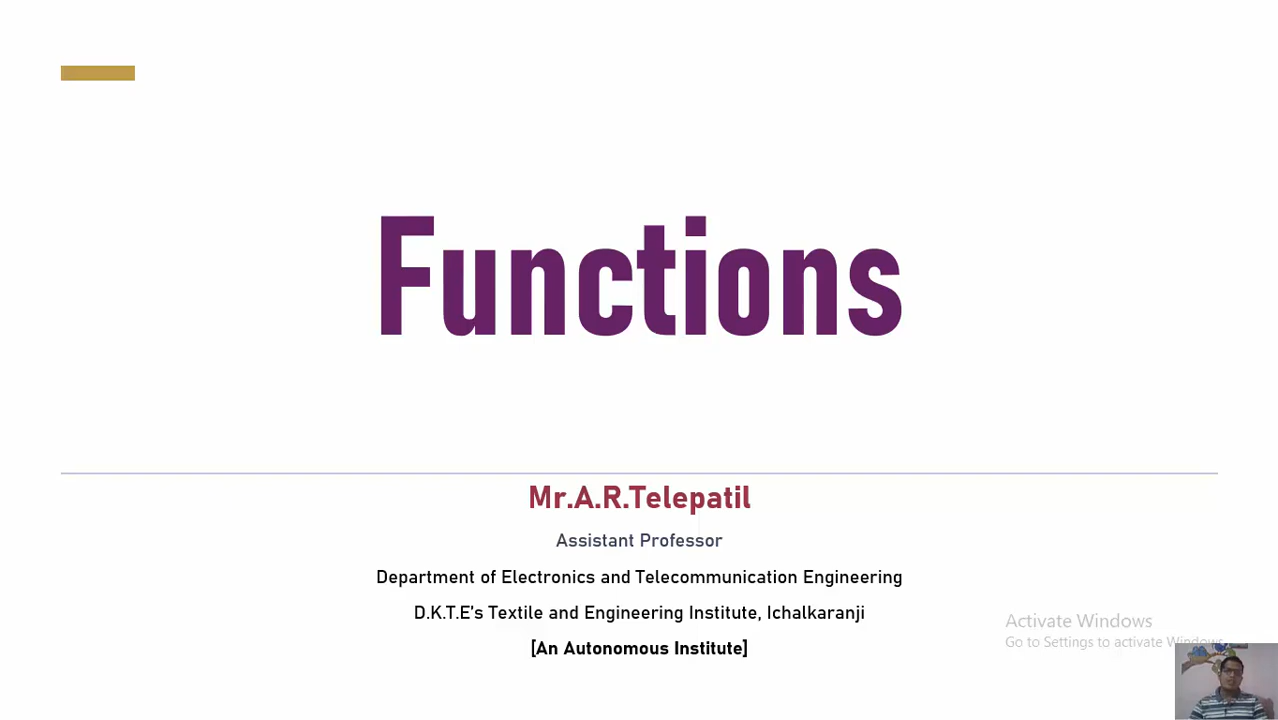 Functions
Mr.A.R.Telepatil
Assistant Professor
Department of Electronics and Telecommunication Engineering
D.K.T.E's Textile and Engineering Institute, Ichalkaranji
[An Autonomous Institute]
Activate Windows
Go to Settings to activate Windows.